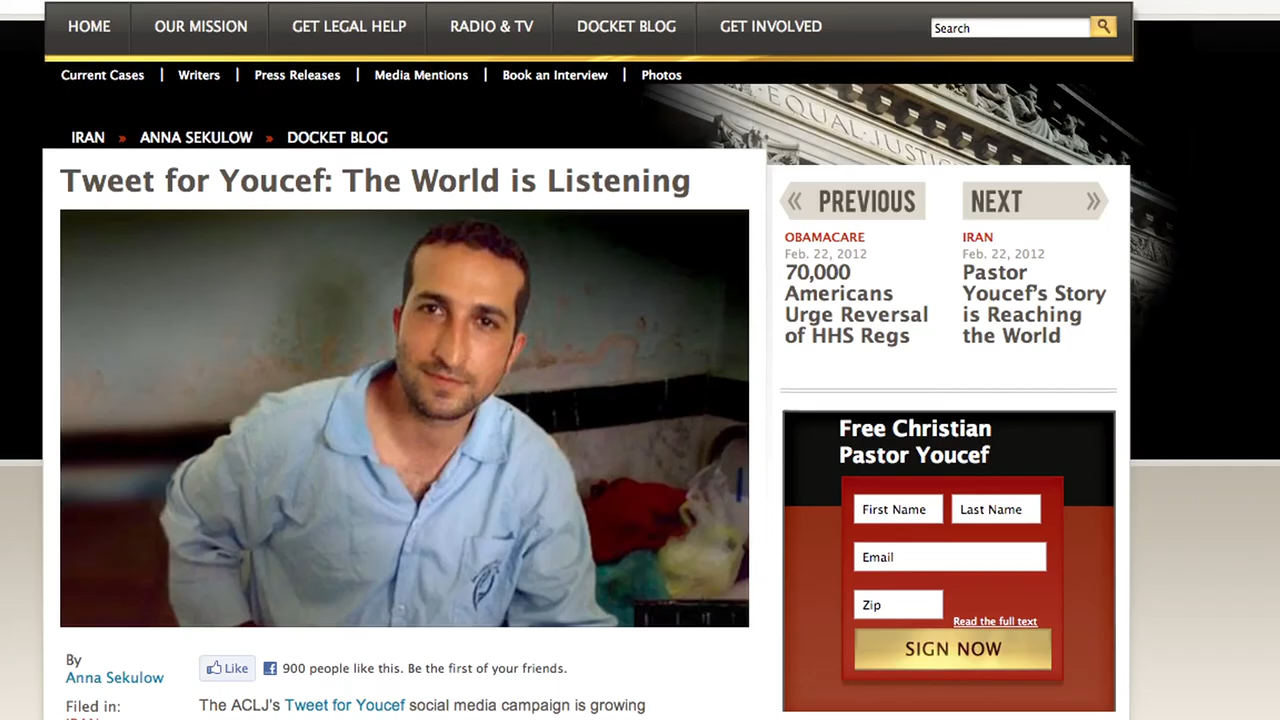 HOME OUR MISSION GET LEGAL HELP RADIO & TV DOCKET BLOG GET INVOLVED Search
Current Cases | Writers | Press Releases | Media Mentions | Book an Interview | Photos
EQUAL JUSTIC
IRAN » ANNA SEKULOW » DOCKET BLOG
Tweet for Youcef: The World is Listening
« PREVIOUS
OBAMACARE
Feb. 22, 2012
70,000
Americans
Urge Reversal
of HHS Regs
NEXT »
IRAN
Feb. 22, 2012
Pastor
Youcef's Story
is Reaching
the World
Free Christian
Pastor Youcef
First Name Last Name
Email
Zip
Read the full text
SIGN NOW
By
Anna Sekulow
Filed in:
IRAN
Like 900 people like this. Be the first of your friends.
The ACLJ's Tweet for Youcef social media campaign is growing